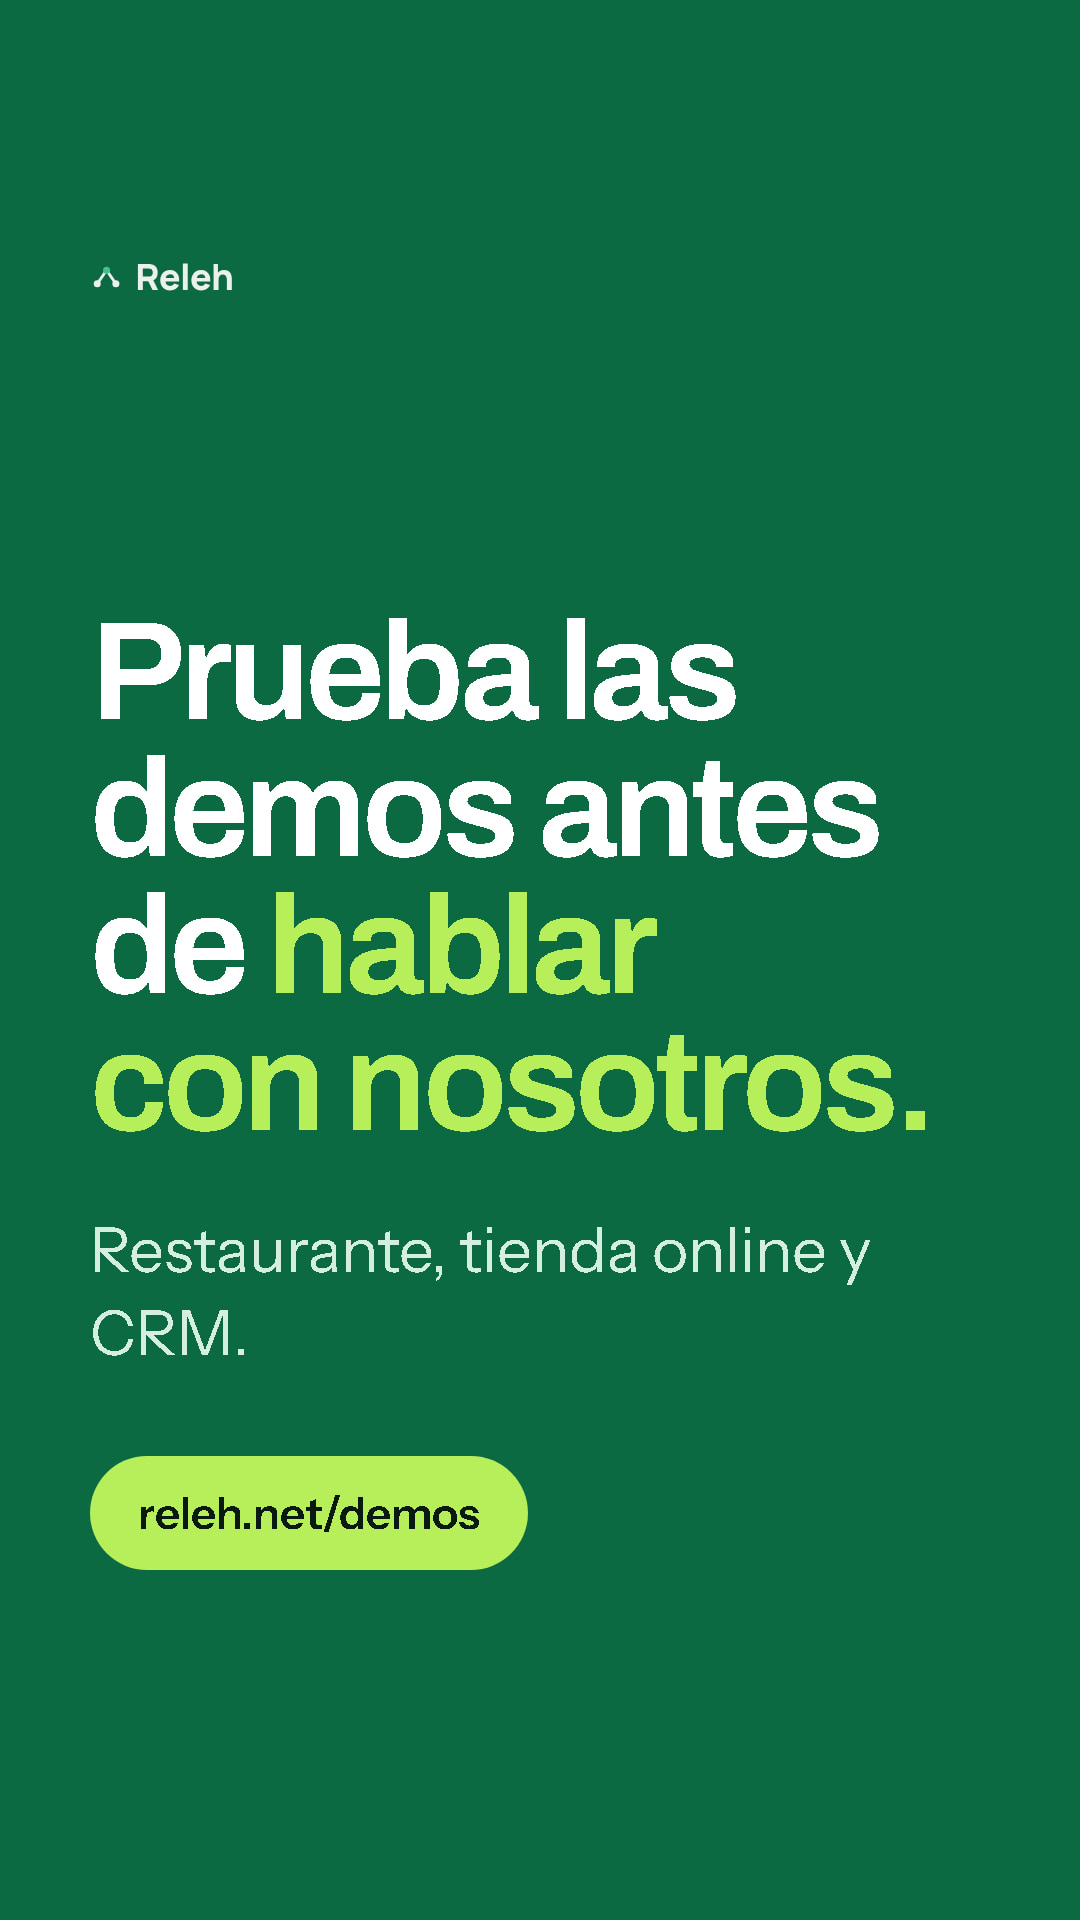 Releh
Prueba las
demos antes
de hablar
con nosotros.
Restaurante, tienda online y
CRM.
releh.net/demos